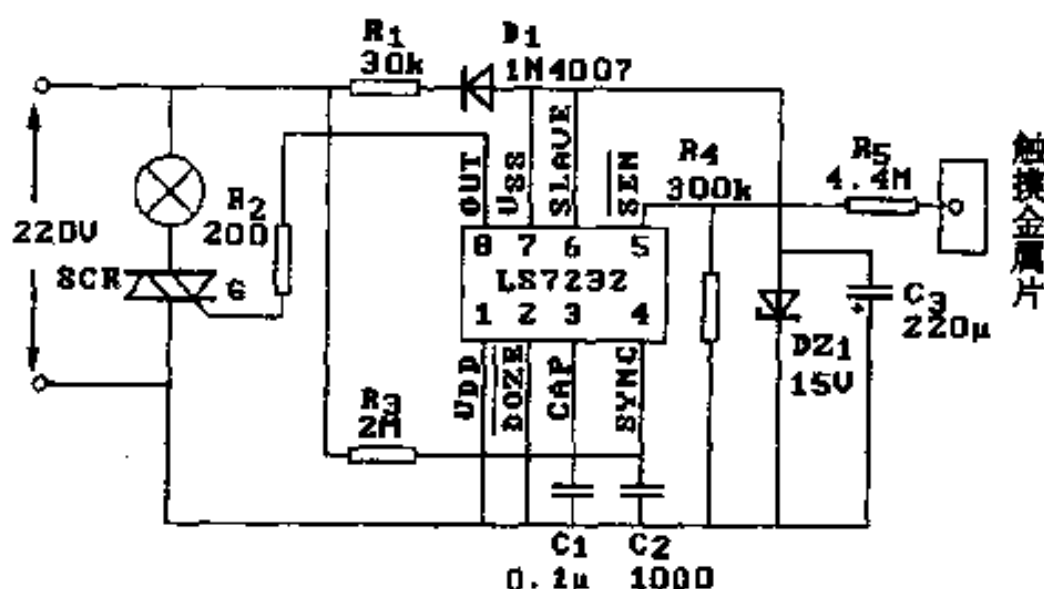 R1
30k
D1
1N4007
220V
R2
200
SCR
G
OUT
USS
SLAVE
SEN
8 7 6 5
LS7232
1 2 3 4
UDD
DOZE
CAP
SYNC
R3
2M
R4
300k
R5
4.4M
触摸金属片
DZ1
15V
C3
220μ
+
C1
0.1μ
C2
1000